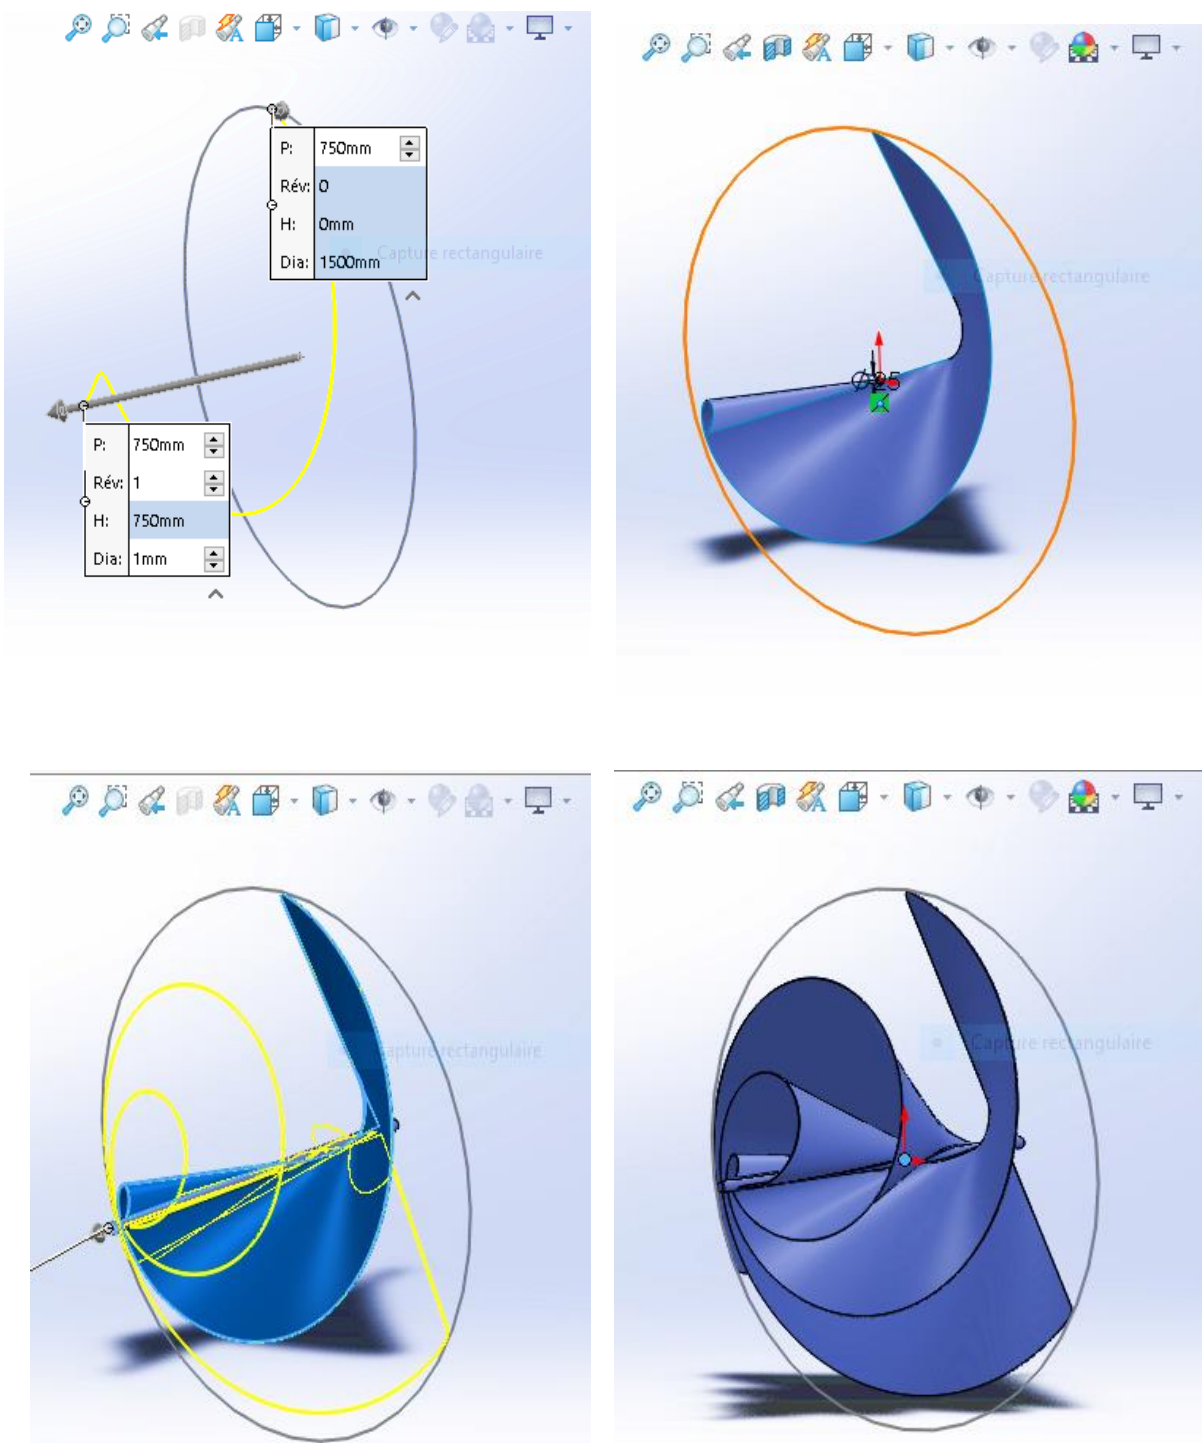 P: 750mm
Rév: 0
H: 0mm
Dia: 1500mm
Capture rectangulaire
P: 750mm
Rév: 1
H: 750mm
Dia: 1mm
Capture rectangulaire
Capture rectangulaire
Capture rectangulaire